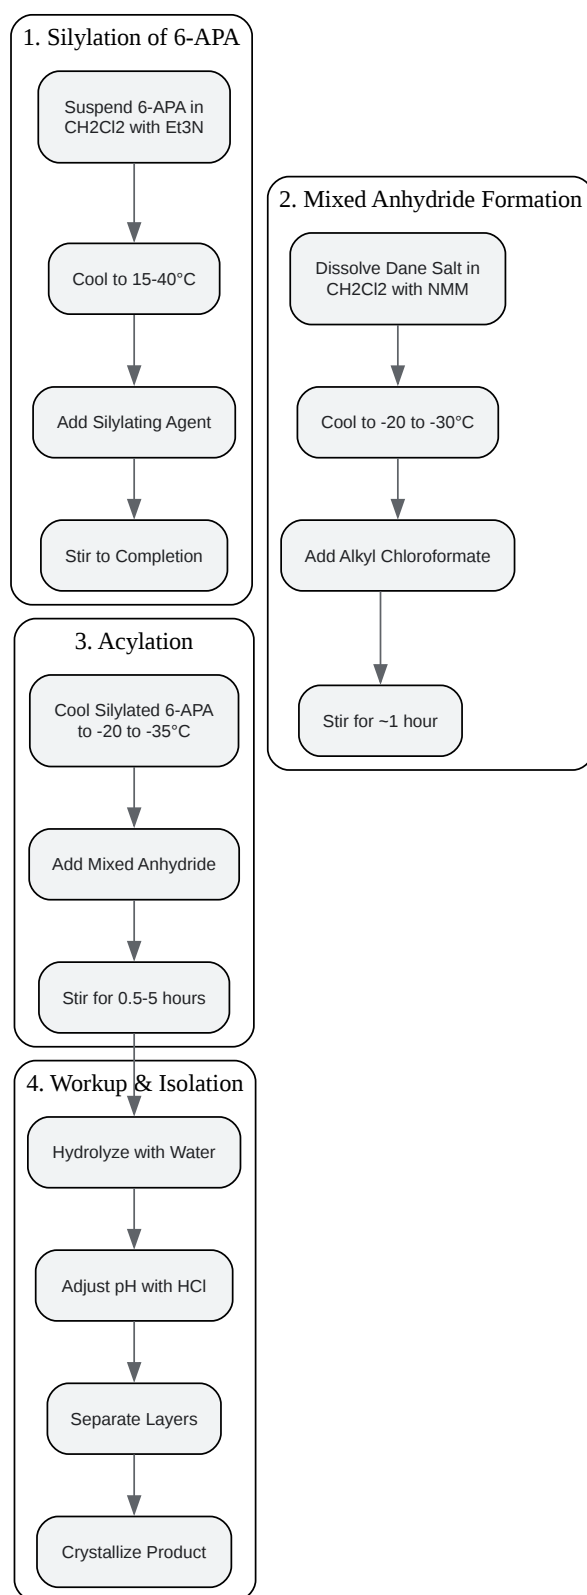 1. Silylation of 6-APA
Suspend 6-APA in
CH2Cl2 with Et3N
Cool to 15-40°C
Add Silylating Agent
Stir to Completion
2. Mixed Anhydride Formation
Dissolve Dane Salt in
CH2Cl2 with NMM
Cool to -20 to -30°C
Add Alkyl Chloroformate
Stir for ~1 hour
3. Acylation
Cool Silylated 6-APA
to -20 to -35°C
Add Mixed Anhydride
Stir for 0.5-5 hours
4. Workup & Isolation
Hydrolyze with Water
Adjust pH with HCl
Separate Layers
Crystallize Product